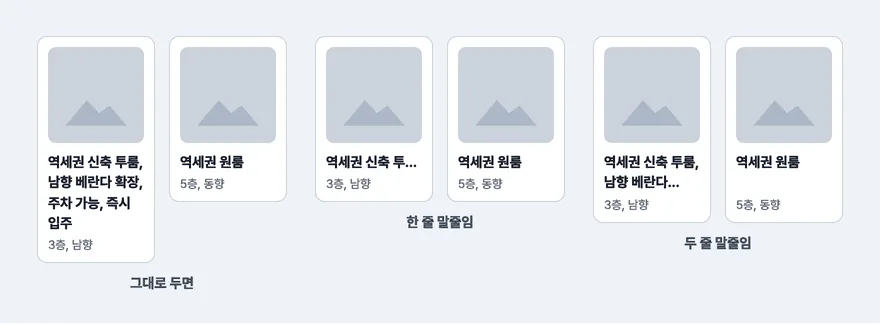 역세권 신축 투룸,
남향 베란다 확장,
주차 가능, 즉시
입주
3층, 남향
역세권 원룸
5층, 동향
그대로 두면
역세권 신축 투...
3층, 남향
역세권 원룸
5층, 동향
한 줄 말줄임
역세권 신축 투룸,
남향 베란다...
3층, 남향
역세권 원룸
5층, 동향
두 줄 말줄임